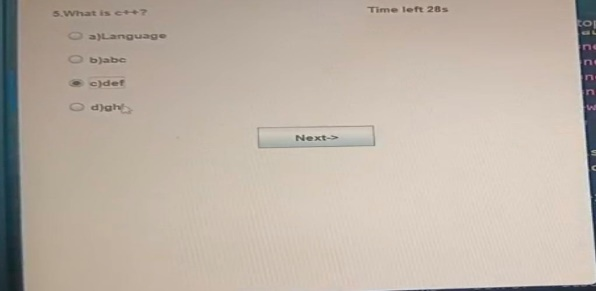 5.What is c++?
Time left 28s
a)Language
b)abc
c)def
d)ghi
Next->